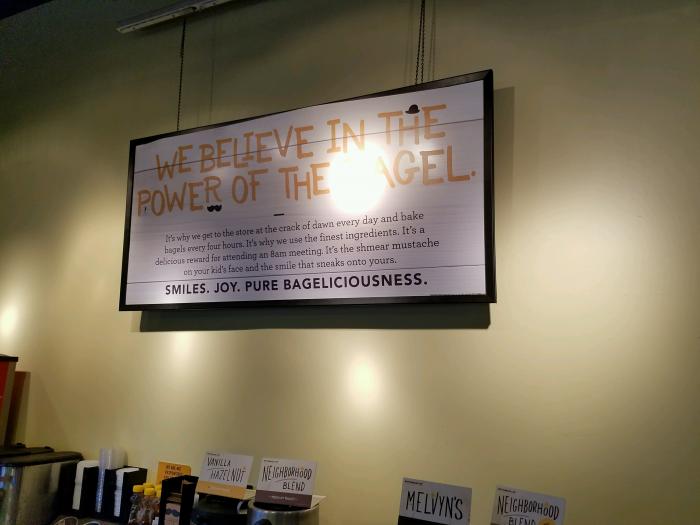 WE BELIEVE IN THE
POWER OF THE BAGEL.
It's why we get to the store at the crack of dawn every day and bake
bagels every four hours. It's why we use the finest ingredients. It's a
delicious reward for attending an 8am meeting. It's the shmear mustache
on your kid's face and the smile that sneaks onto yours.
SMILES. JOY. PURE BAGELICIOUSNESS.
VANILLA
HAZELNUT
NEIGHBORHOOD
BLEND
MELVYN'S
NEIGHBORHOOD
BLEND